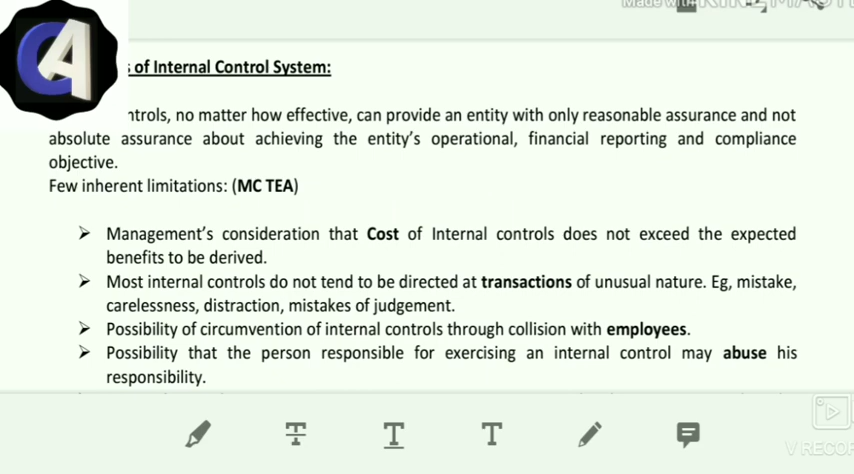 Made with KINEMAST
CA
s of Internal Control System:
ntrols, no matter how effective, can provide an entity with only reasonable assurance and not
absolute assurance about achieving the entity's operational, financial reporting and compliance
objective.
Few inherent limitations: (MC TEA)
➤ Management's consideration that Cost of Internal controls does not exceed the expected
benefits to be derived.
➤ Most internal controls do not tend to be directed at transactions of unusual nature. Eg, mistake,
carelessness, distraction, mistakes of judgement.
➤ Possibility of circumvention of internal controls through collision with employees.
➤ Possibility that the person responsible for exercising an internal control may abuse his
responsibility.
T T T
V RECOR